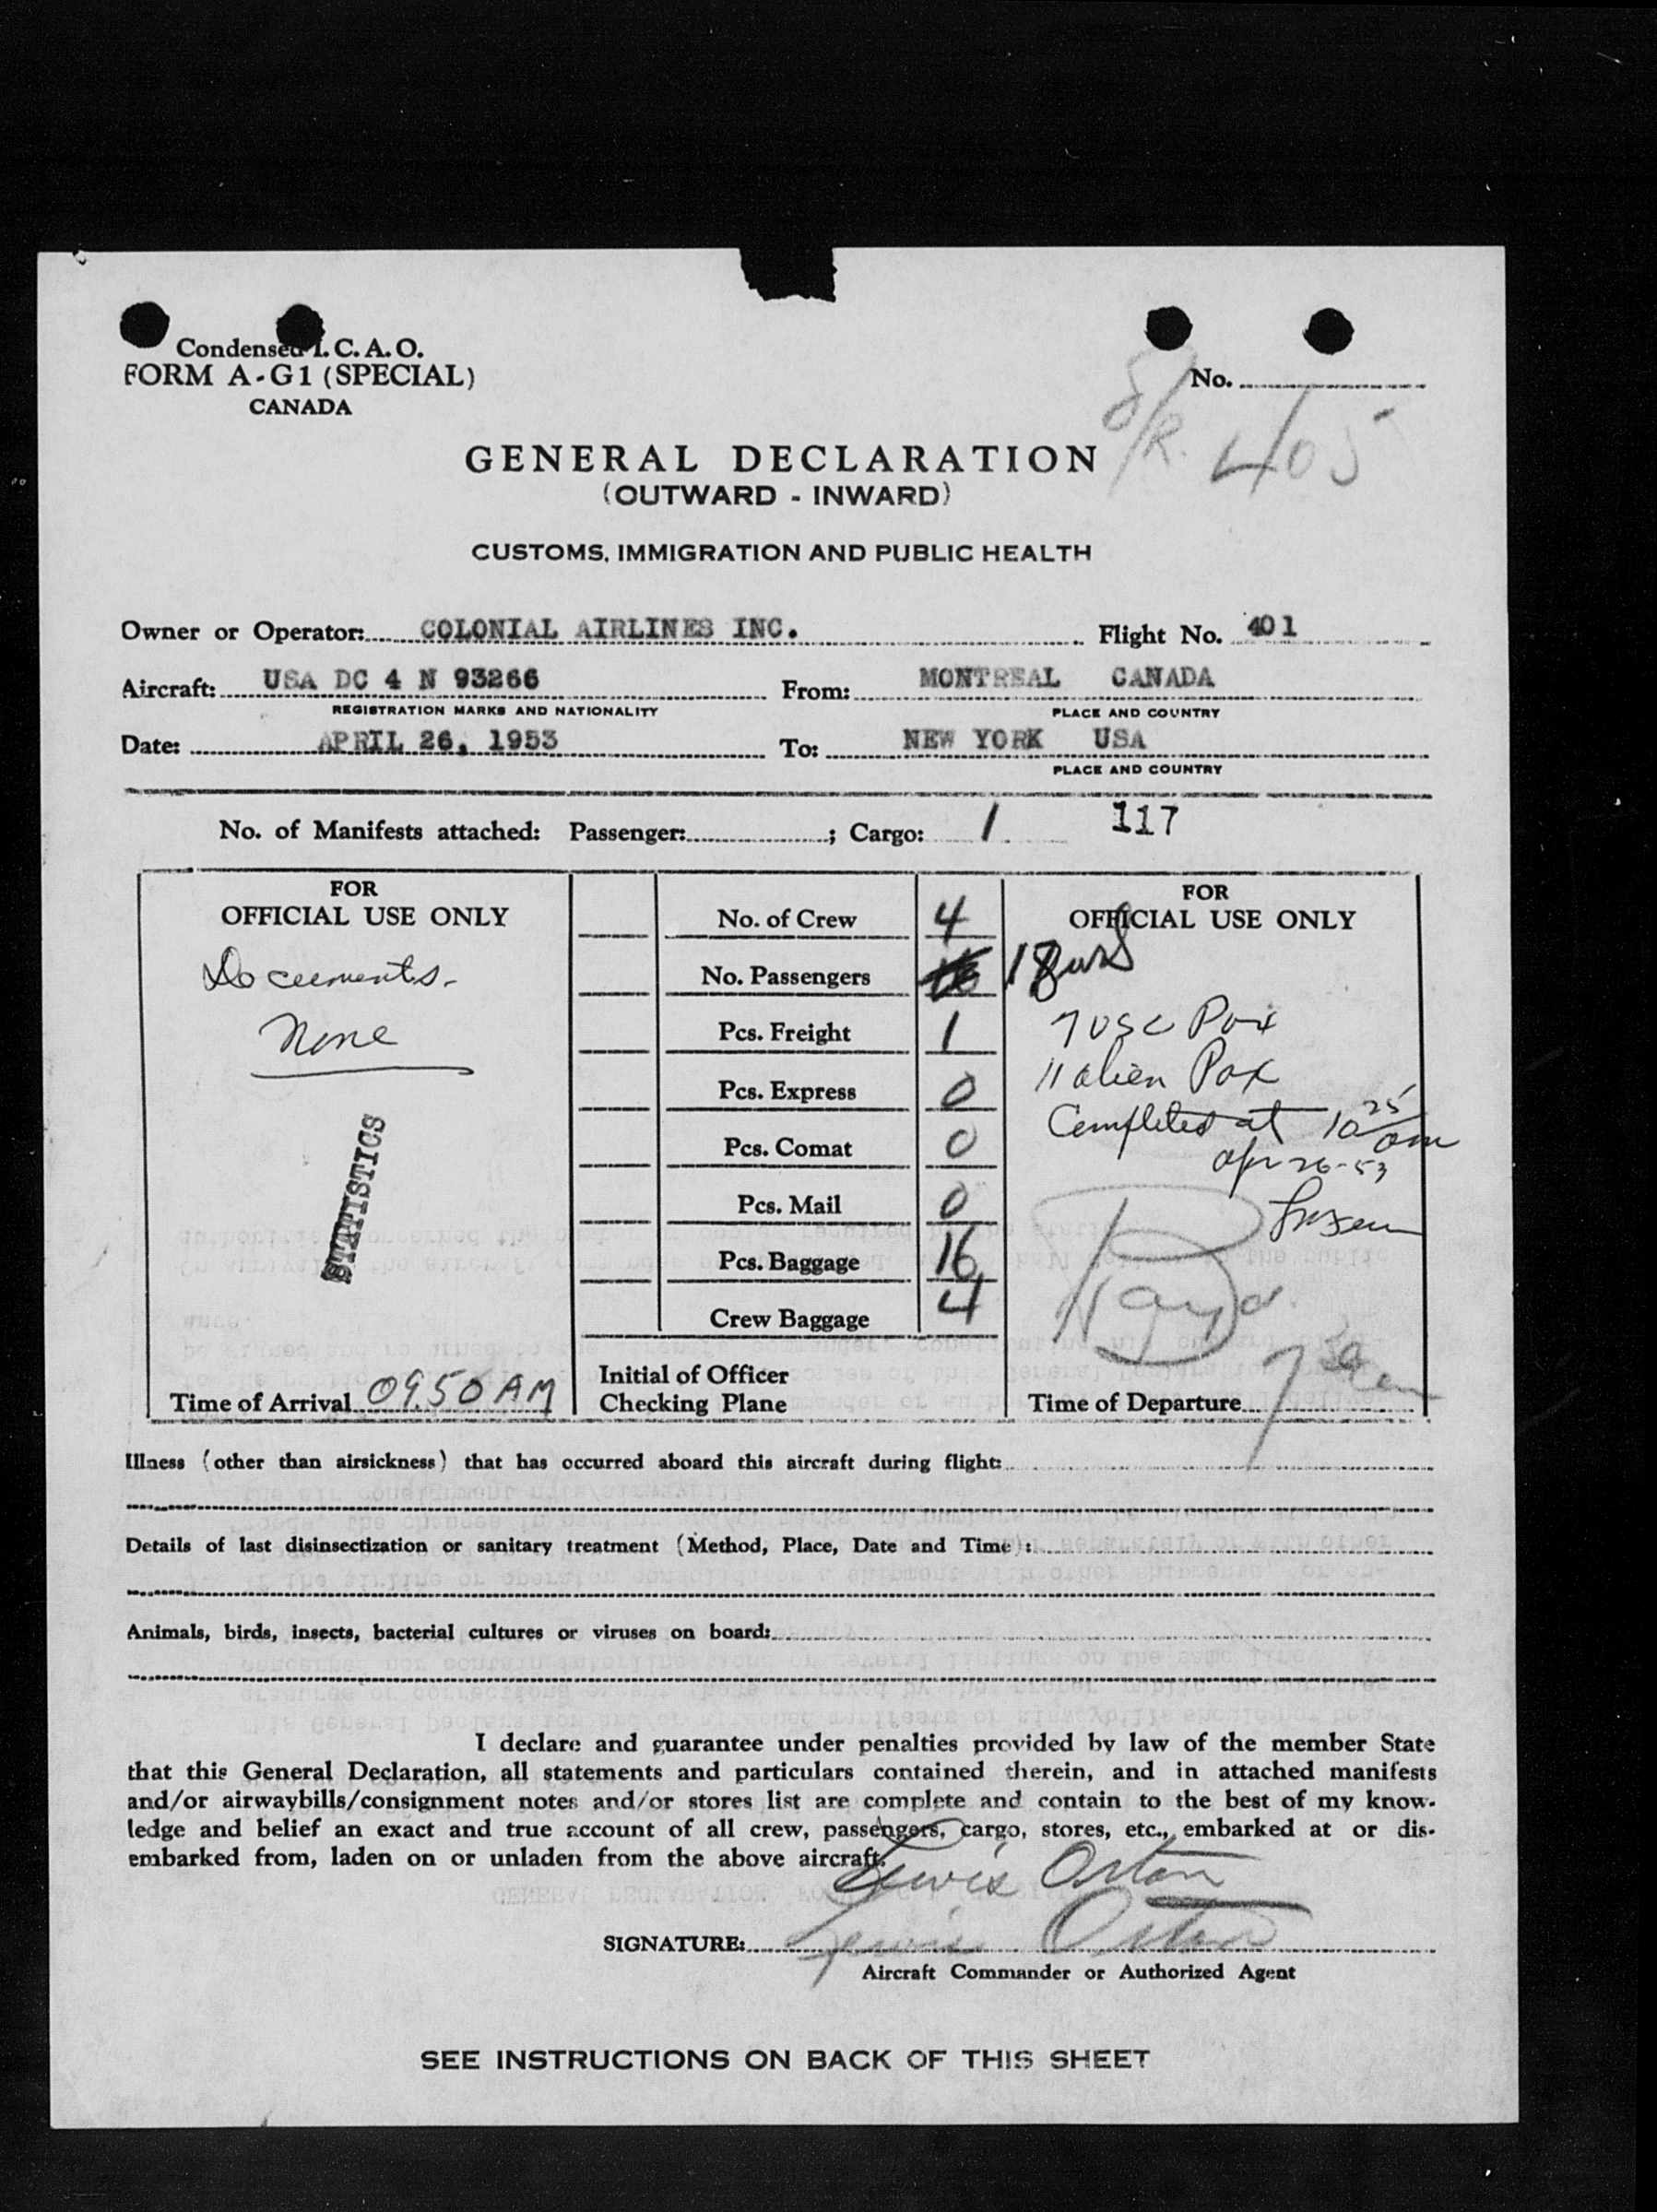 Condensed I. C. A. O.
FORM A-G1 (SPECIAL)
CANADA
No.
S/R. 405
GENERAL DECLARATION
(OUTWARD - INWARD)
CUSTOMS, IMMIGRATION AND PUBLIC HEALTH
Owner or Operator: COLONIAL AIRLINES INC. Flight No. 401
Aircraft: USA DC 4 N 93266 From: MONTREAL CANADA
REGISTRATION MARKS AND NATIONALITY PLACE AND COUNTRY
Date: APRIL 26, 1953 To: NEW YORK USA
PLACE AND COUNTRY
No. of Manifests attached: Passenger: ; Cargo: 1 117
FOR
OFFICIAL USE ONLY
Documents.
None
STATISTICS
Time of Arrival 09.50 AM
No. of Crew 4
No. Passengers 18
Pcs. Freight 1
Pcs. Express 0
Pcs. Comat 0
Pcs. Mail 0
Pcs. Baggage 16
Crew Baggage 4
Initial of Officer
Checking Plane
FOR
OFFICIAL USE ONLY
7 USC Pax
11 alien Pax
Completed at 10 25 am
Apr 26-53
Time of Departure 7 30 am
Illness (other than airsickness) that has occurred aboard this aircraft during flight:
Details of last disinsectization or sanitary treatment (Method, Place, Date and Time):
Animals, birds, insects, bacterial cultures or viruses on board:
I declare and guarantee under penalties provided by law of the member State
that this General Declaration, all statements and particulars contained therein, and in attached manifests
and/or airwaybills/consignment notes and/or stores list are complete and contain to the best of my know-
ledge and belief an exact and true account of all crew, passengers, cargo, stores, etc., embarked at or dis-
embarked from, laden on or unladen from the above aircraft.
Lewis Orton
SIGNATURE: Lewis Orton
Aircraft Commander or Authorized Agent
SEE INSTRUCTIONS ON BACK OF THIS SHEET